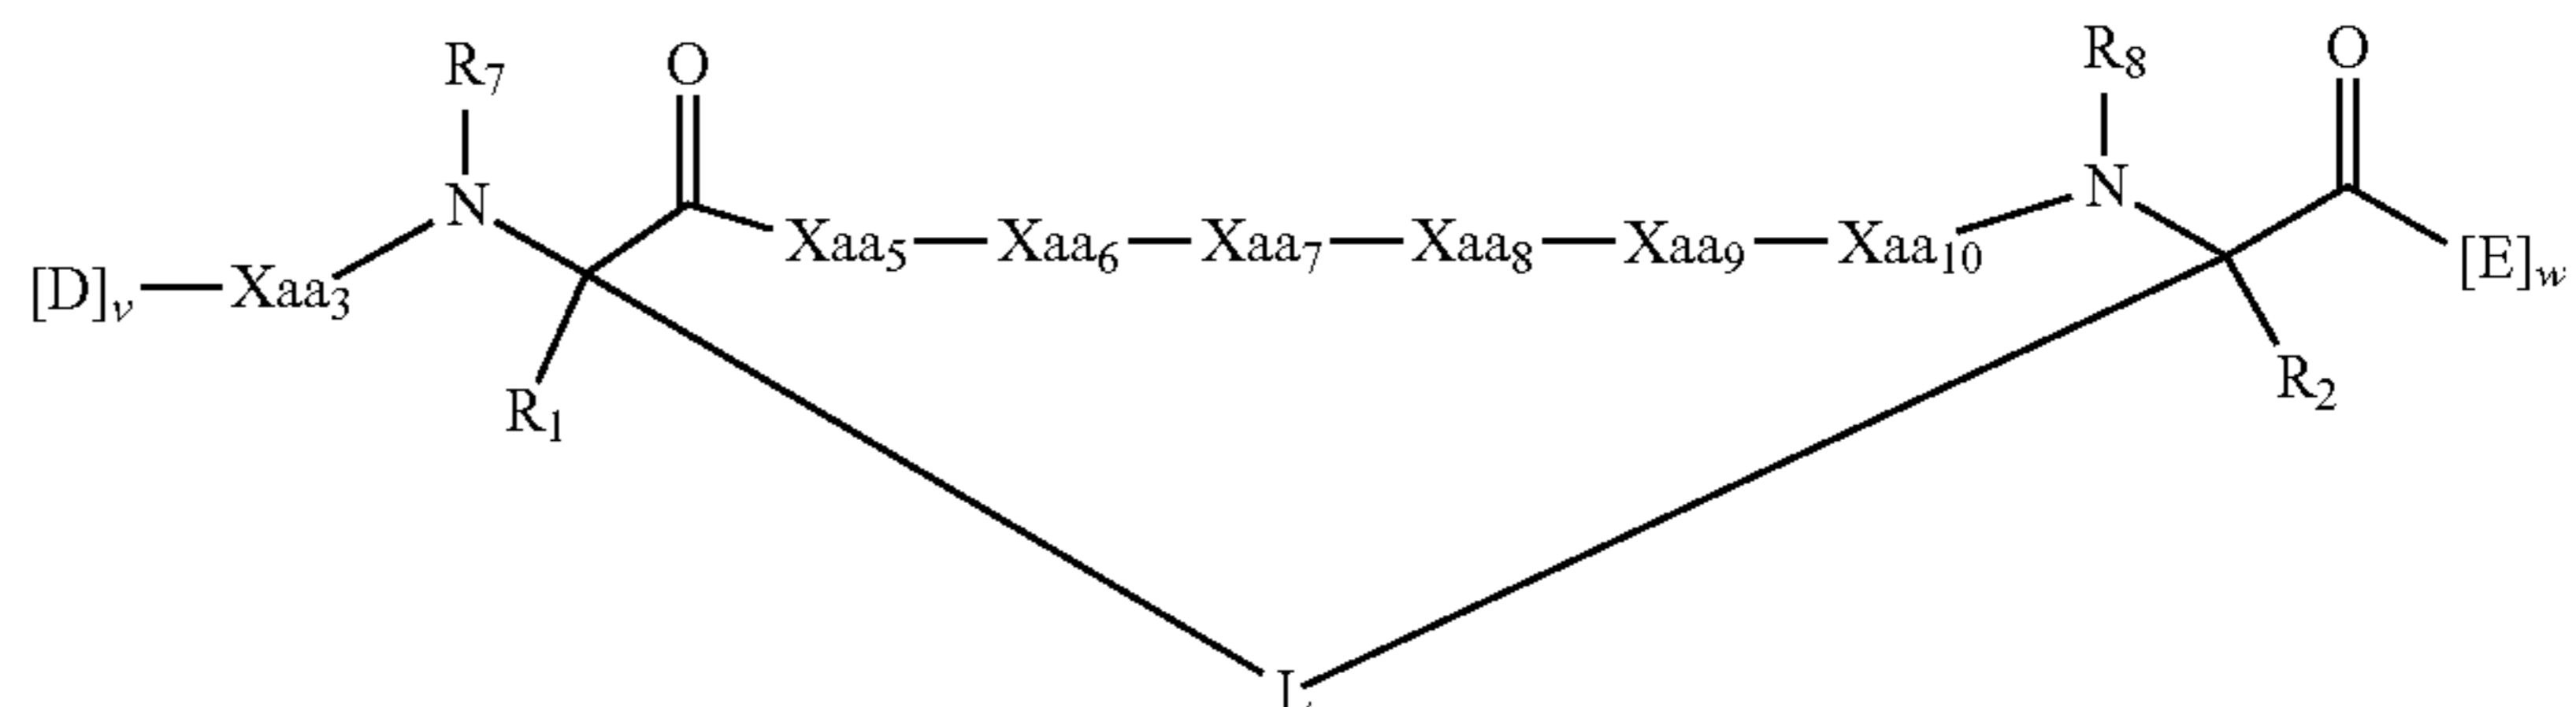 R₇ O R₈ O
N N
[D]ᵥ—Xaa₃ Xaa₅—Xaa₆—Xaa₇—Xaa₈—Xaa₉—Xaa₁₀ [E]w
R₁ R₂
L